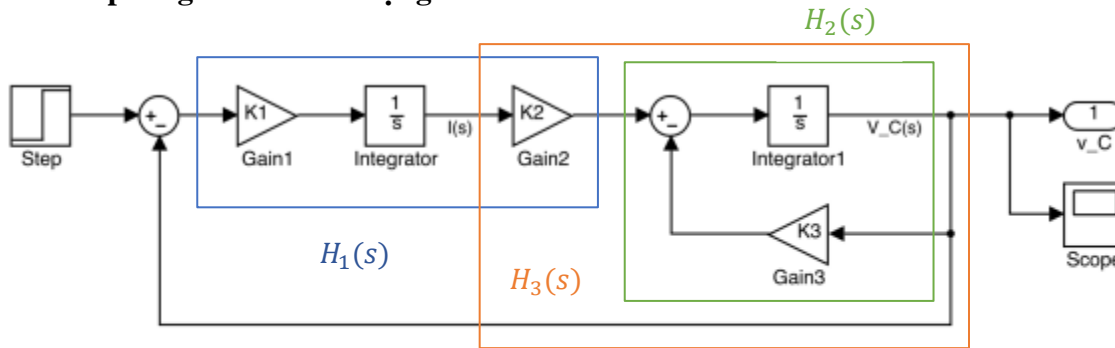 H₂(s)
Step
+
-
K1
Gain1
1
s
Integrator
I(s)
K2
Gain2
+
-
1
s
Integrator1
V_C(s)
1
v_C
K3
Gain3
Scope
H₁(s)
H₃(s)